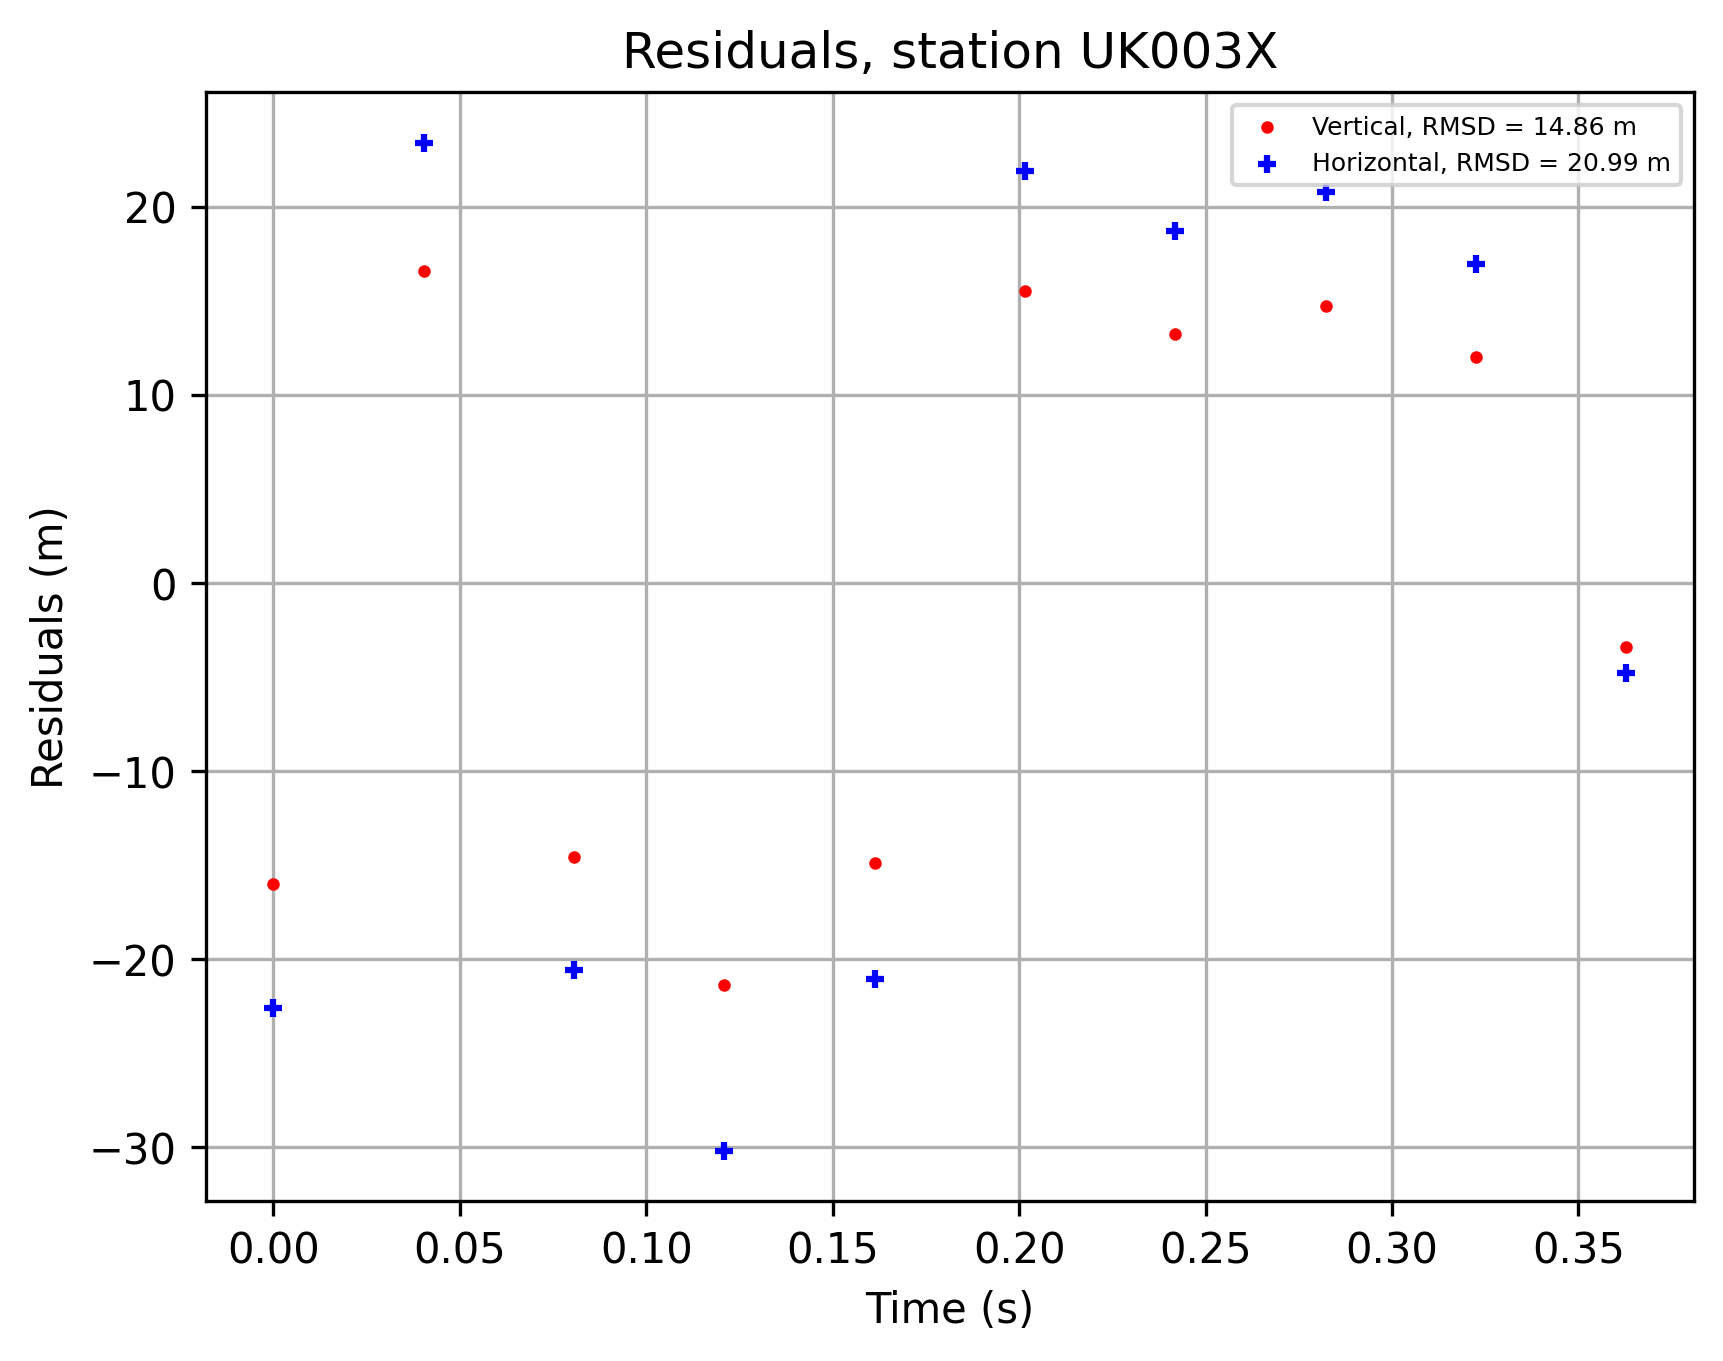 Residuals, station UK003X
Vertical, RMSD = 14.86 m
Horizontal, RMSD = 20.99 m
20
10
0
−10
−20
−30
Residuals (m)
0.00 0.05 0.10 0.15 0.20 0.25 0.30 0.35
Time (s)